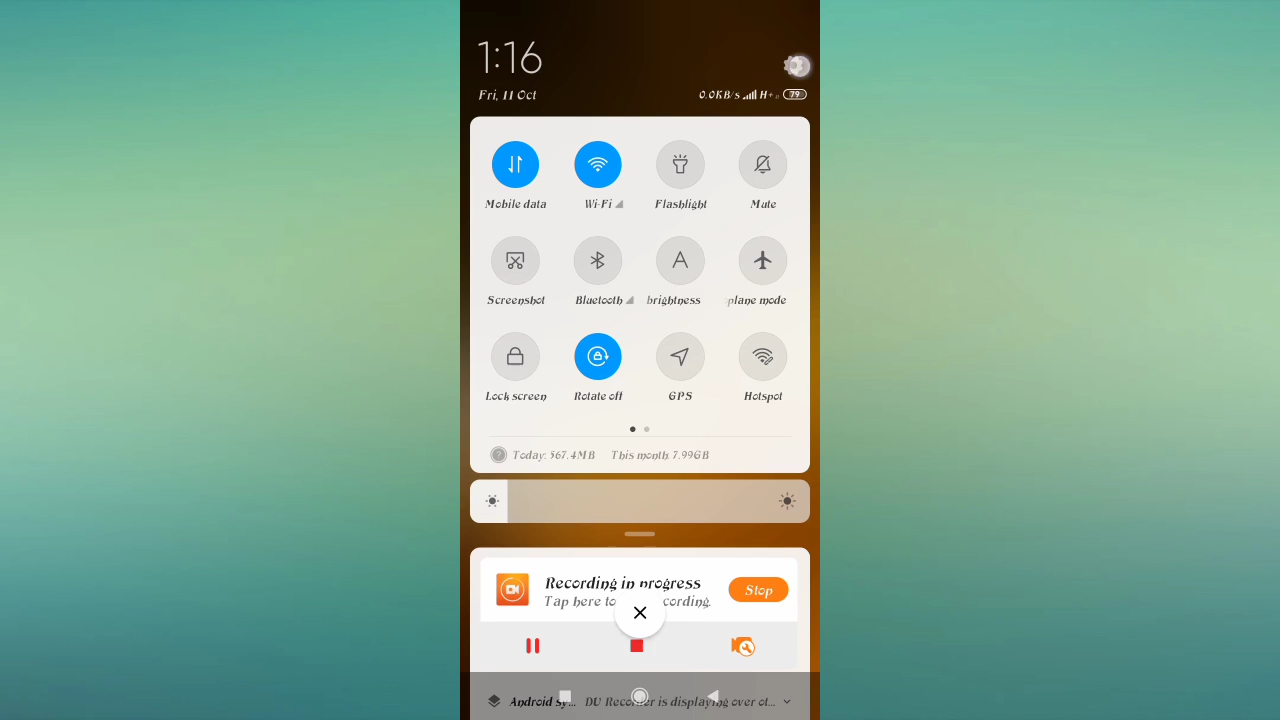 1:16
Fri, 11 Oct
0.0KB/s H+ 79
Mobile data Wi-Fi Flashlight Mute
Screenshot Bluetooth brightness plane mode
Lock screen Rotate off GPS Hotspot
? Today: 567.4MB This month: 7.99GB
Recording in progress
Tap here to cording.
Stop
Android sy... DU Recorder is displaying over ot...